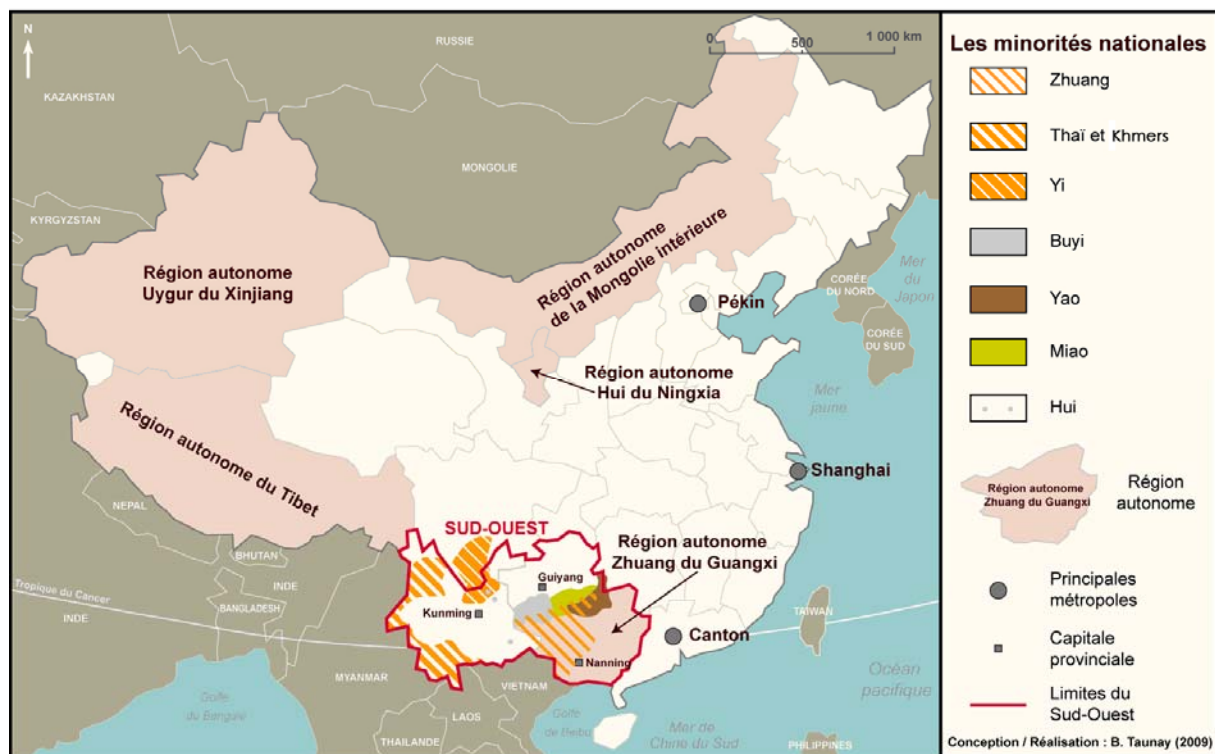 N
RUSSIE
0
500
1 000 km
KAZAKHSTAN
MONGOLIE
KYRGYZSTAN
Région autonome
Uygur du Xinjiang
Région autonome
de la Mongolie intérieure
Pékin
CORÉE
DU NORD
Mer
du
Japon
CORÉE
DU SUD
Région autonome
Hui du Ningxia
Mer
jaune
Région autonome du Tibet
Shanghai
NEPAL
SUD-OUEST
BHUTAN
Région autonome
Zhuang du Guangxi
INDE
Guiyang
Tropique du Cancer
BANGLADESH
INDE
Kunming
TAIWAN
Canton
Nanning
MYANMAR
VIETNAM
Océan
pacifique
Golfe
du Bengale
LAOS
Golfe
de Beibu
Mer de
Chine du Sud
THAILANDE
PHILIPPINES
Les minorités nationales
Zhuang
Thaï et Khmers
Yi
Buyi
Yao
Miao
Hui
Région autonome
Zhuang du Guangxi
Région
autonome
Principales
métropoles
Capitale
provinciale
Limites du
Sud-Ouest
Conception / Réalisation : B. Taunay (2009)